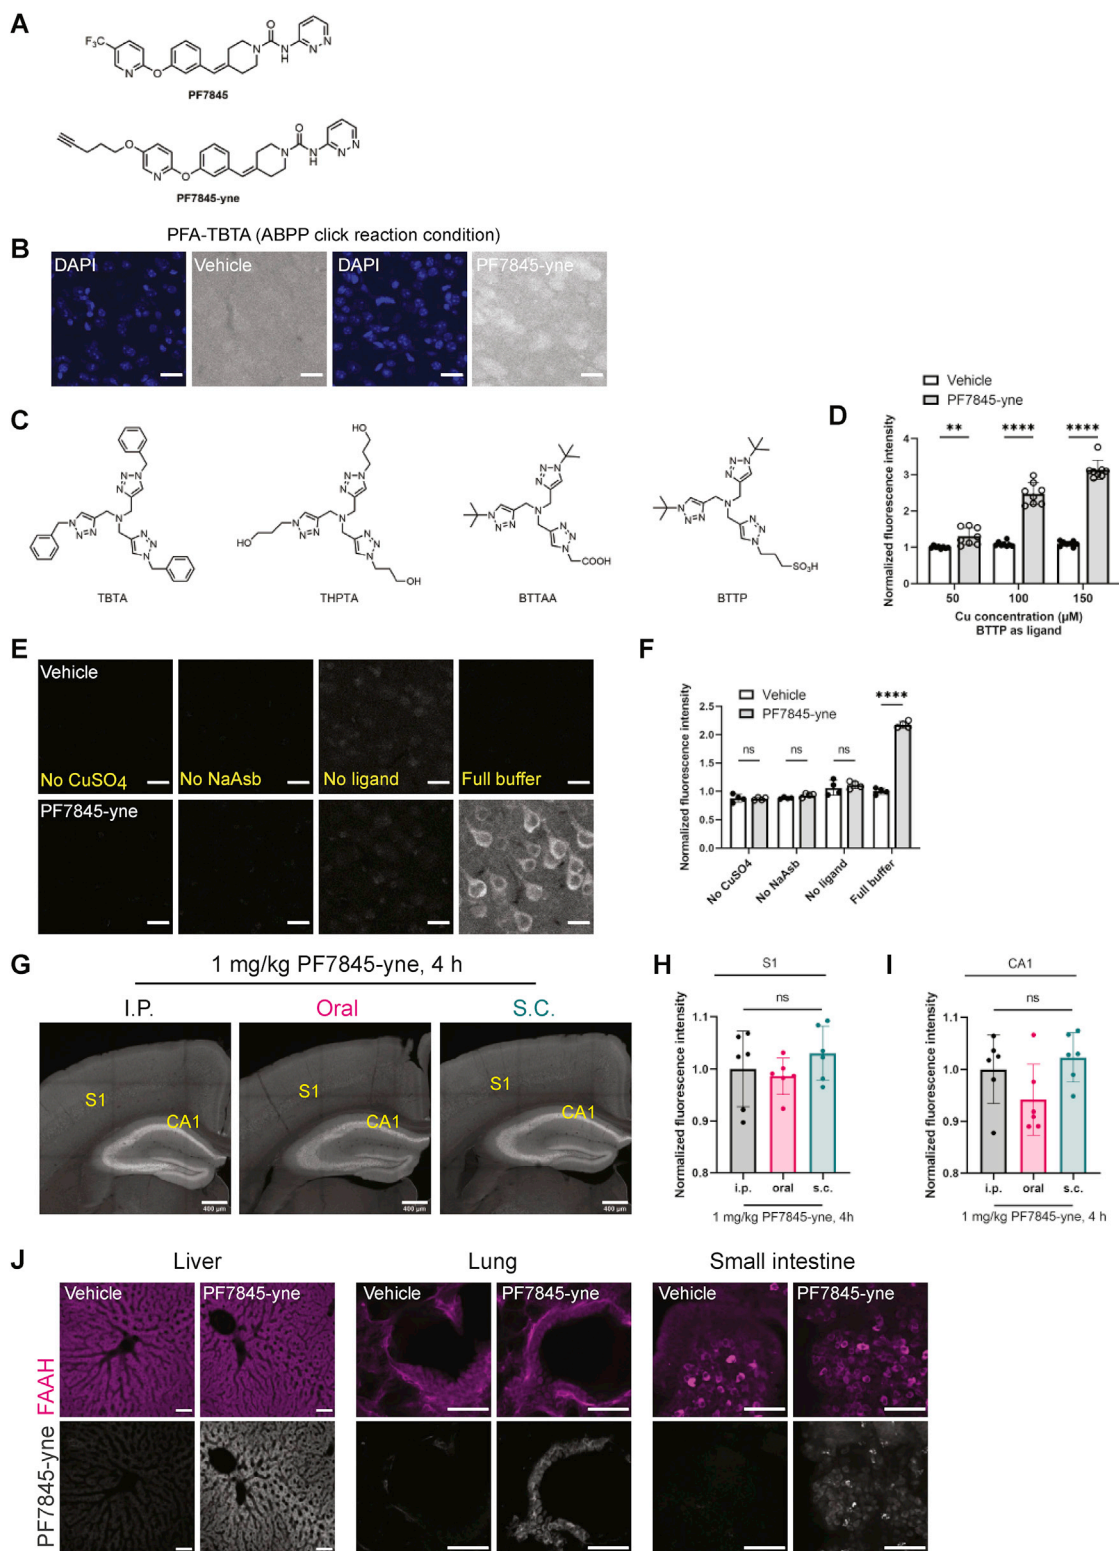 A
F₃C
N
O
N
O
N
H
N
N
PF7845
O
N
O
N
O
N
H
N
N
PF7845-yne
B
PFA-TBTA (ABPP click reaction condition)
DAPI
Vehicle
DAPI
PF7845-yne
C
TBTA
HO
HO
OH
THPTA
COOH
BTTAA
SO₃H
BTTP
D
Vehicle
PF7845-yne
** **** ****
Normalized fluorescence intensity
4
3
2
1
0
50 100 150
Cu concentration (μM)
BTTP as ligand
E
Vehicle
No CuSO₄
No NaAsb
No ligand
Full buffer
PF7845-yne
F
Vehicle
PF7845-yne
ns ns ns ****
Normalized fluorescence intensity
2.5
2.0
1.5
1.0
0.5
0.0
No CuSO₄
No NaAsb
No ligand
Full buffer
G
1 mg/kg PF7845-yne, 4 h
I.P.
Oral
S.C.
S1
CA1
400 μm
S1
CA1
400 μm
S1
CA1
400 μm
H
S1
ns
Normalized fluorescence intensity
1.1
1.0
0.9
0.8
i.p. oral s.c.
1 mg/kg PF7845-yne, 4h
I
CA1
ns
Normalized fluorescence intensity
1.1
1.0
0.9
0.8
i.p. oral s.c.
1 mg/kg PF7845-yne, 4 h
J
Liver
Lung
Small intestine
Vehicle
PF7845-yne
Vehicle
PF7845-yne
Vehicle
PF7845-yne
FAAH
PF7845-yne